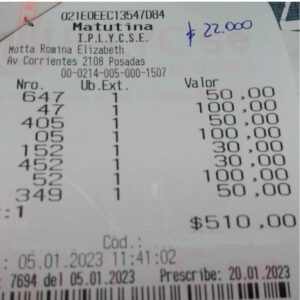 021E0EEC13547D84
Matutina
$ 22.000
I.P.L.Y.C.S.E.
Motta Romina Elizabeth
Av Corrientes 2108 Posadas
00-0214-005-000-1507
Nro. Ub.Ext. Valor
647 1 50,00
47 1 100,00
405 1 50,00
05 1 100,00
152 1 30,00
452 1 30,00
52 1 100,00
349 1 50,00
:1
$510,00
Cód.:
: 05.01.2023 11:41:02
: 7694 del 05.01.2023 Prescribe: 20.01.2023